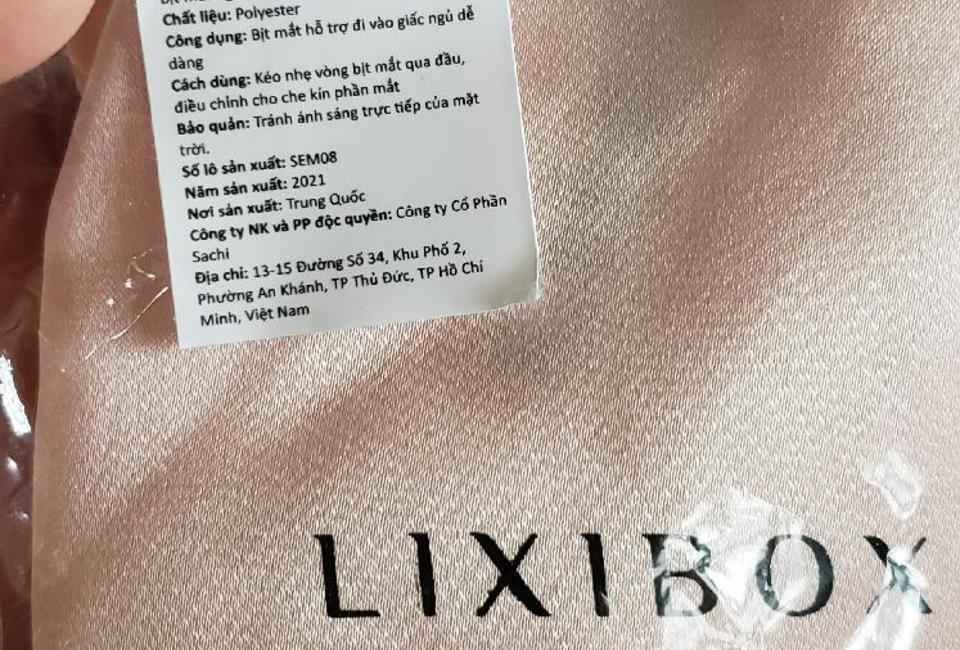 Chất liệu: Polyester
Công dụng: Bịt mắt hỗ trợ đi vào giấc ngủ dễ
dàng
Cách dùng: Kéo nhẹ vòng bịt mắt qua đầu,
điều chỉnh cho che kín phần mắt
Bảo quản: Tránh ánh sáng trực tiếp của mặt
trời.
Số lô sản xuất: SEM08
Năm sản xuất: 2021
Nơi sản xuất: Trung Quốc
Công ty NK và PP độc quyền: Công ty Cổ Phần
Sachi
Địa chỉ: 13-15 Đường Số 34, Khu Phố 2,
Phường An Khánh, TP Thủ Đức, TP Hồ Chí
Minh, Việt Nam
LIXIBOX